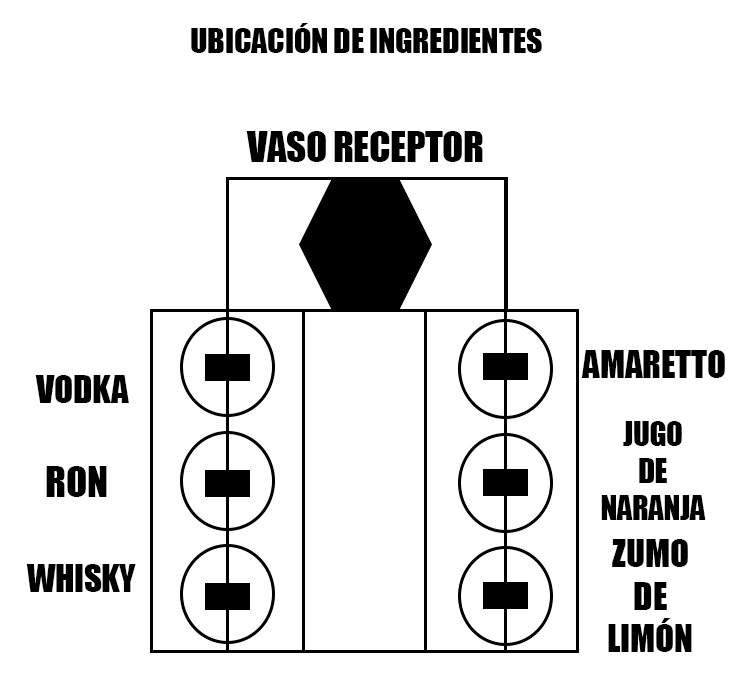 UBICACIÓN DE INGREDIENTES
VASO RECEPTOR
VODKA
RON
WHISKY
AMARETTO
JUGO
DE
NARANJA
ZUMO
DE
LIMÓN